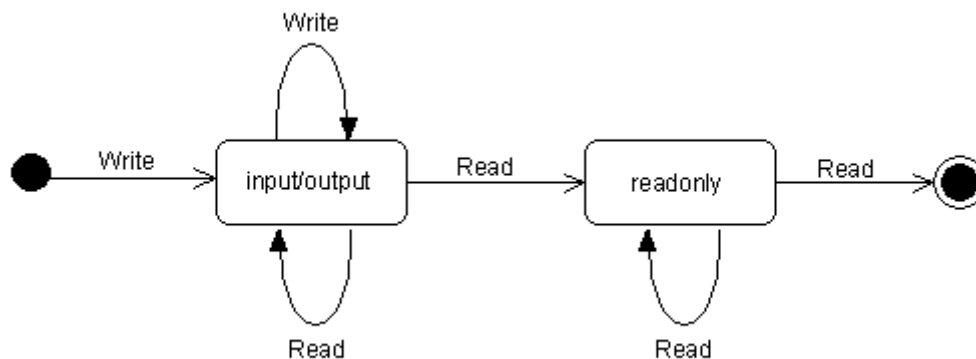 Write
Write
input/output
Read
readonly
Read
Read
Read